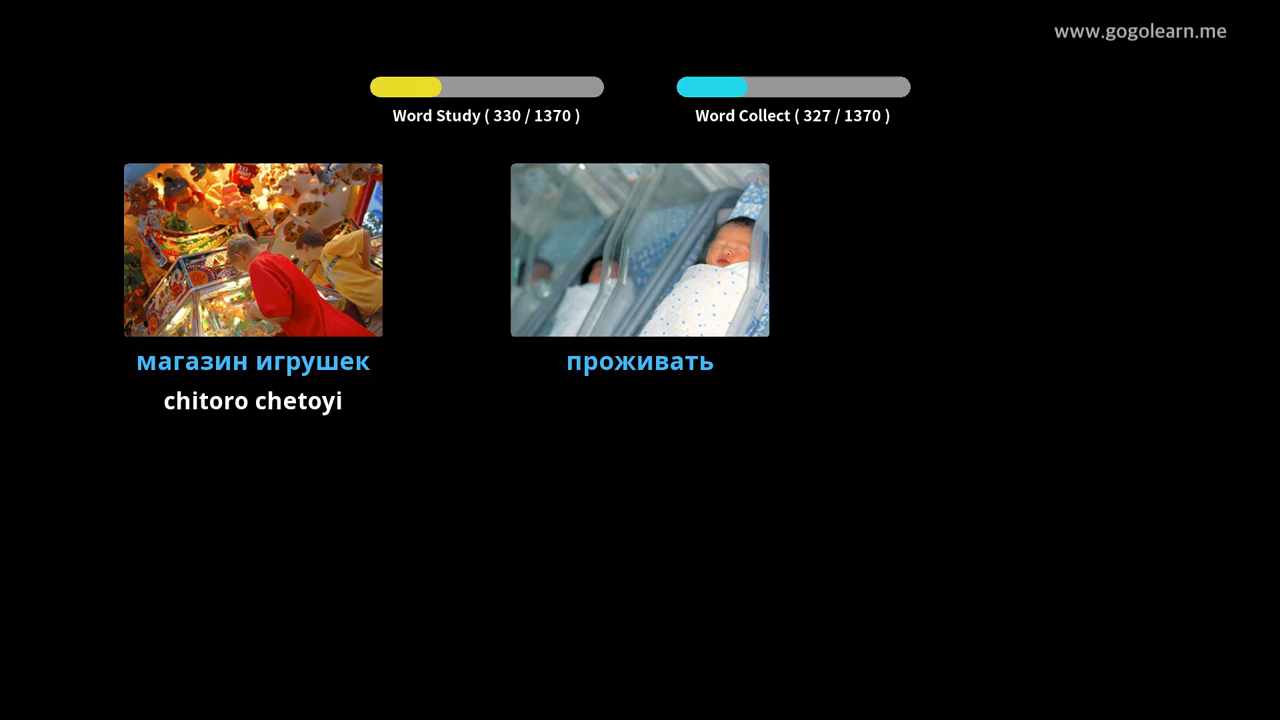 www.gogolearn.me
Word Study ( 330 / 1370 )
Word Collect ( 327 / 1370 )
магазин игрушек
проживать
chitoro chetoyi